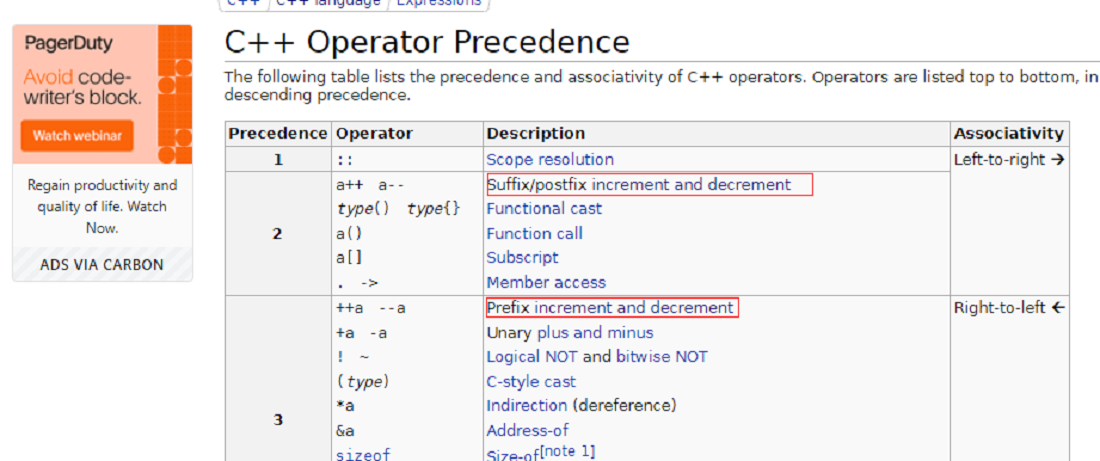 C++ C++ language Expressions
PagerDuty
Avoid code-
writer's block.
Watch webinar
Regain productivity and
quality of life. Watch
Now.
ADS VIA CARBON
C++ Operator Precedence
The following table lists the precedence and associativity of C++ operators. Operators are listed top to bottom, in
descending precedence.
Precedence Operator Description Associativity
1 :: Scope resolution Left-to-right →
2 a++ a-- Suffix/postfix increment and decrement
type() type{} Functional cast
a() Function call
a[] Subscript
. -> Member access
3 ++a --a Prefix increment and decrement Right-to-left ←
+a -a Unary plus and minus
! ~ Logical NOT and bitwise NOT
(type) C-style cast
*a Indirection (dereference)
&a Address-of
sizeof Size-of[note 1]